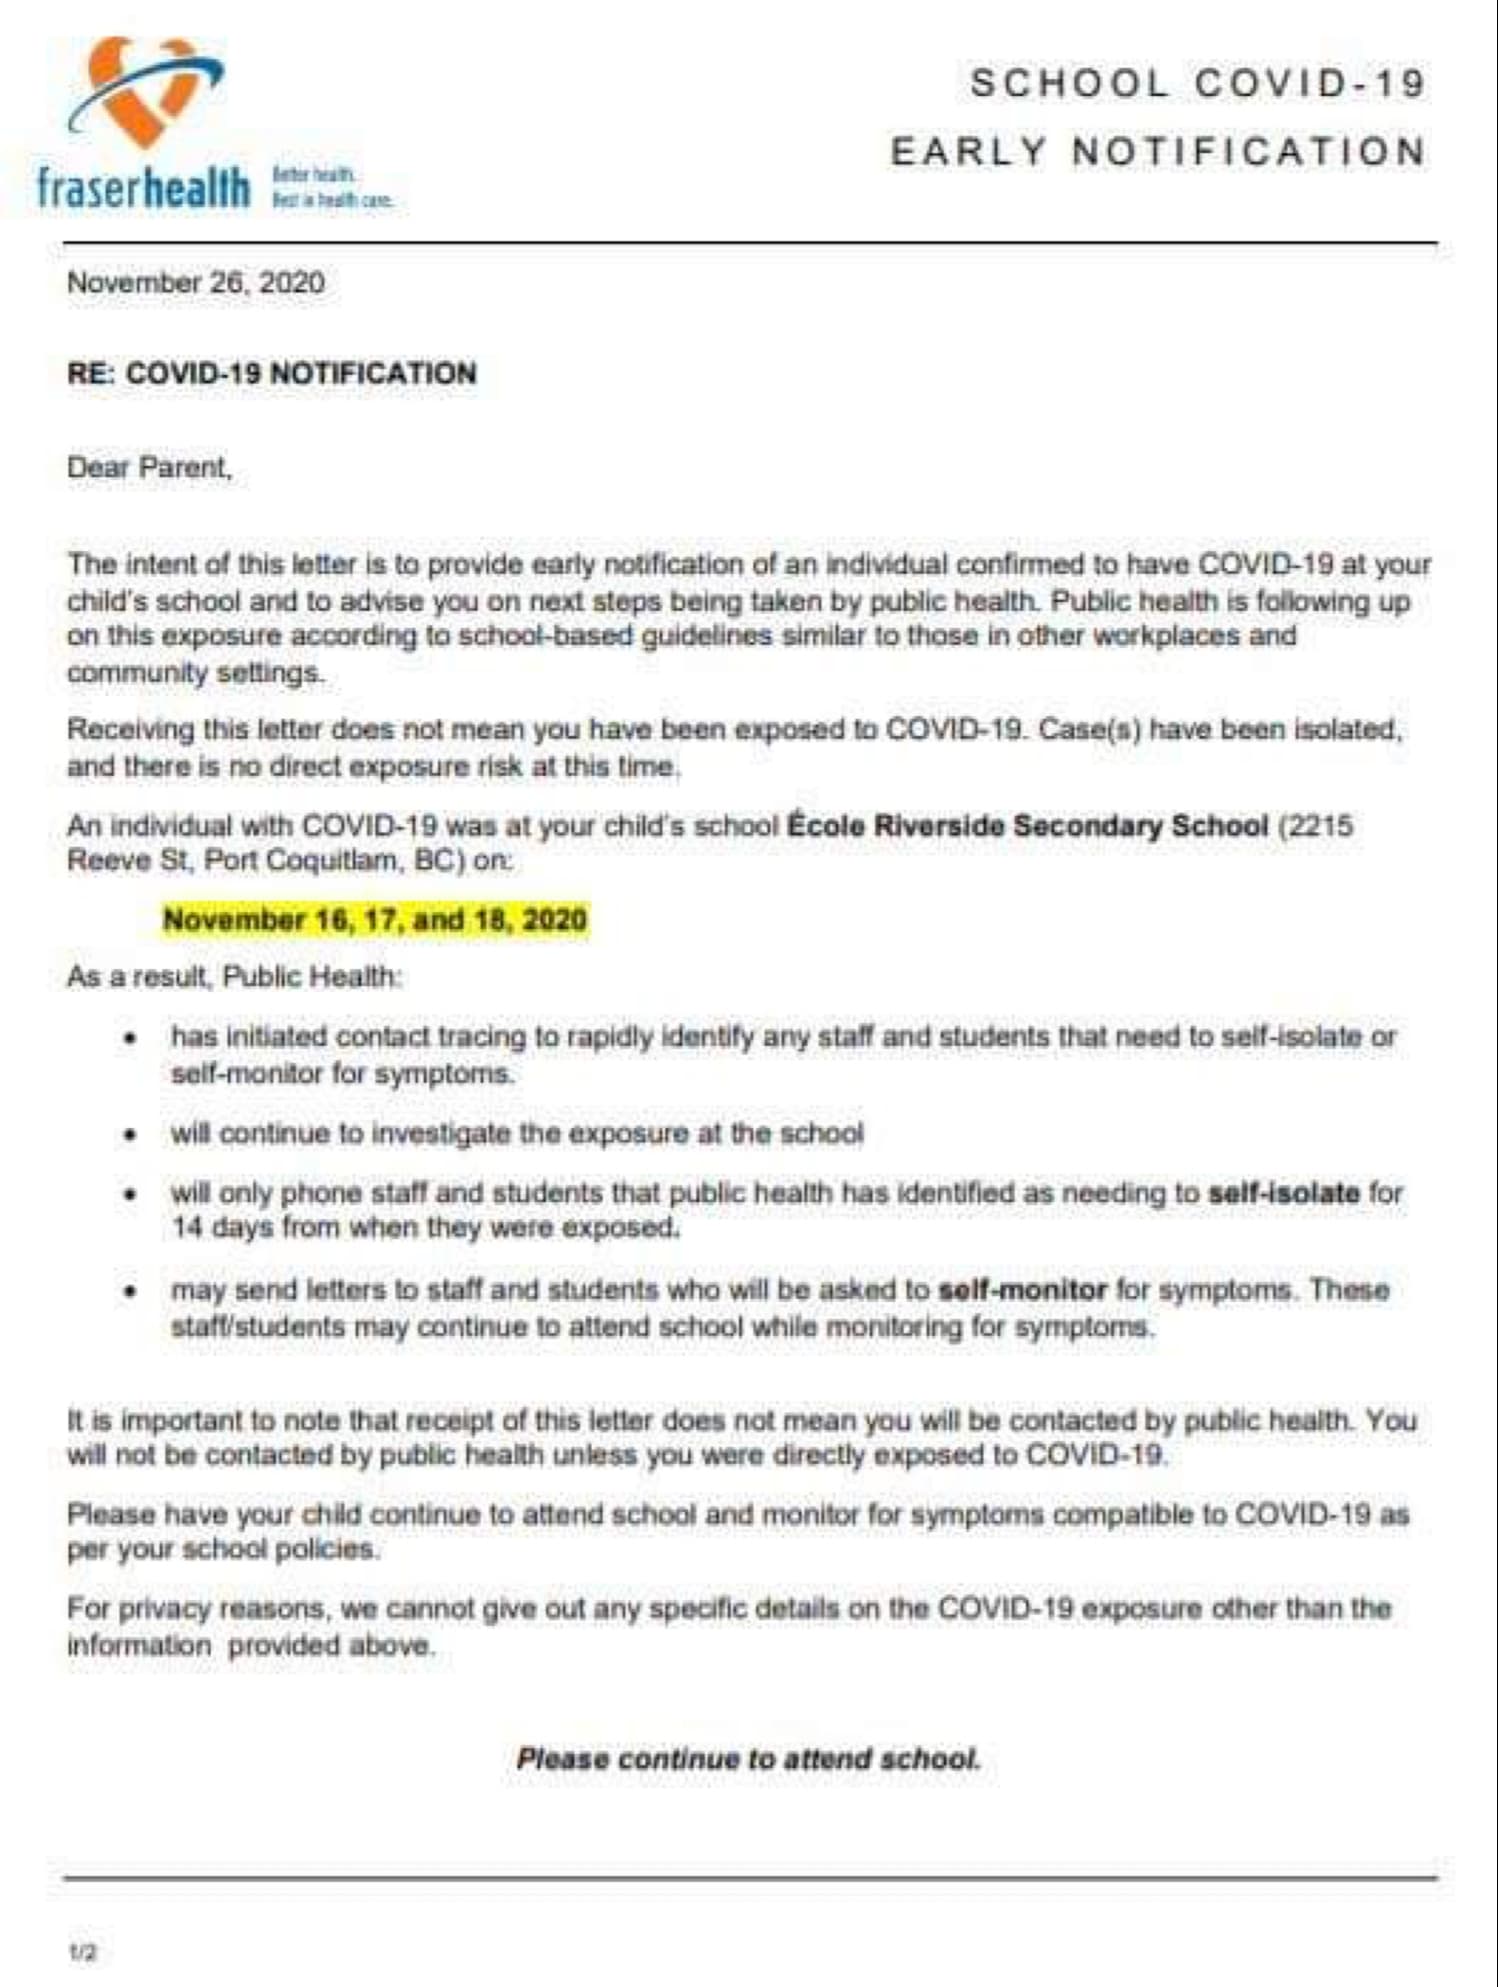 SCHOOL COVID-19
EARLY NOTIFICATION
fraserhealth
Better health.
Best in health care.
November 26, 2020
RE: COVID-19 NOTIFICATION
Dear Parent,
The intent of this letter is to provide early notification of an individual confirmed to have COVID-19 at your
child's school and to advise you on next steps being taken by public health. Public health is following up
on this exposure according to school-based guidelines similar to those in other workplaces and
community settings.
Receiving this letter does not mean you have been exposed to COVID-19. Case(s) have been isolated,
and there is no direct exposure risk at this time.
An individual with COVID-19 was at your child's school École Riverside Secondary School (2215
Reeve St, Port Coquitlam, BC) on:
November 16, 17, and 18, 2020
As a result, Public Health:
• has initiated contact tracing to rapidly identify any staff and students that need to self-isolate or
self-monitor for symptoms.
• will continue to investigate the exposure at the school
• will only phone staff and students that public health has identified as needing to self-isolate for
14 days from when they were exposed.
• may send letters to staff and students who will be asked to self-monitor for symptoms. These
staff/students may continue to attend school while monitoring for symptoms.
It is important to note that receipt of this letter does not mean you will be contacted by public health. You
will not be contacted by public health unless you were directly exposed to COVID-19.
Please have your child continue to attend school and monitor for symptoms compatible to COVID-19 as
per your school policies.
For privacy reasons, we cannot give out any specific details on the COVID-19 exposure other than the
information provided above.
Please continue to attend school.
1/2